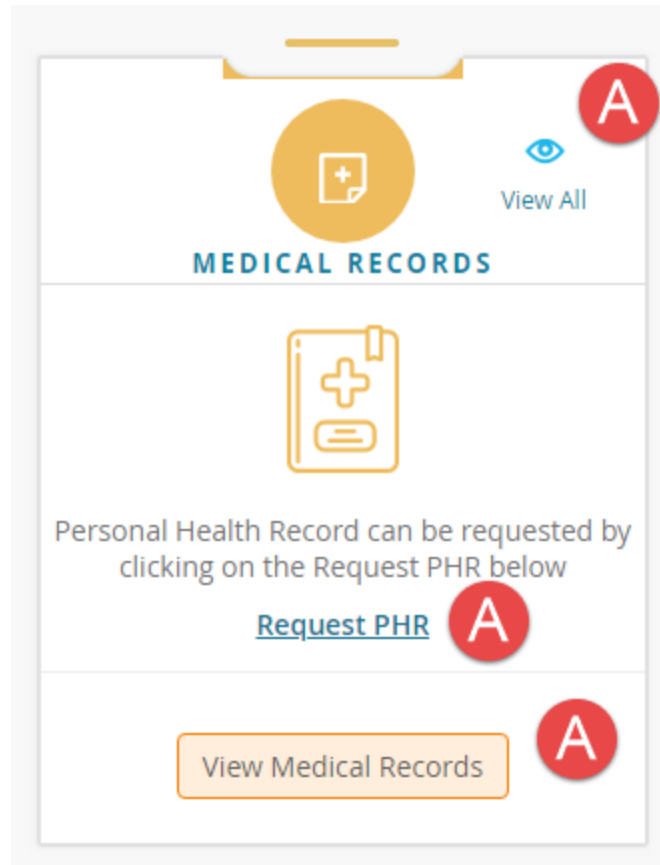 A
View All
MEDICAL RECORDS
Personal Health Record can be requested by
clicking on the Request PHR below
Request PHR A
View Medical Records A